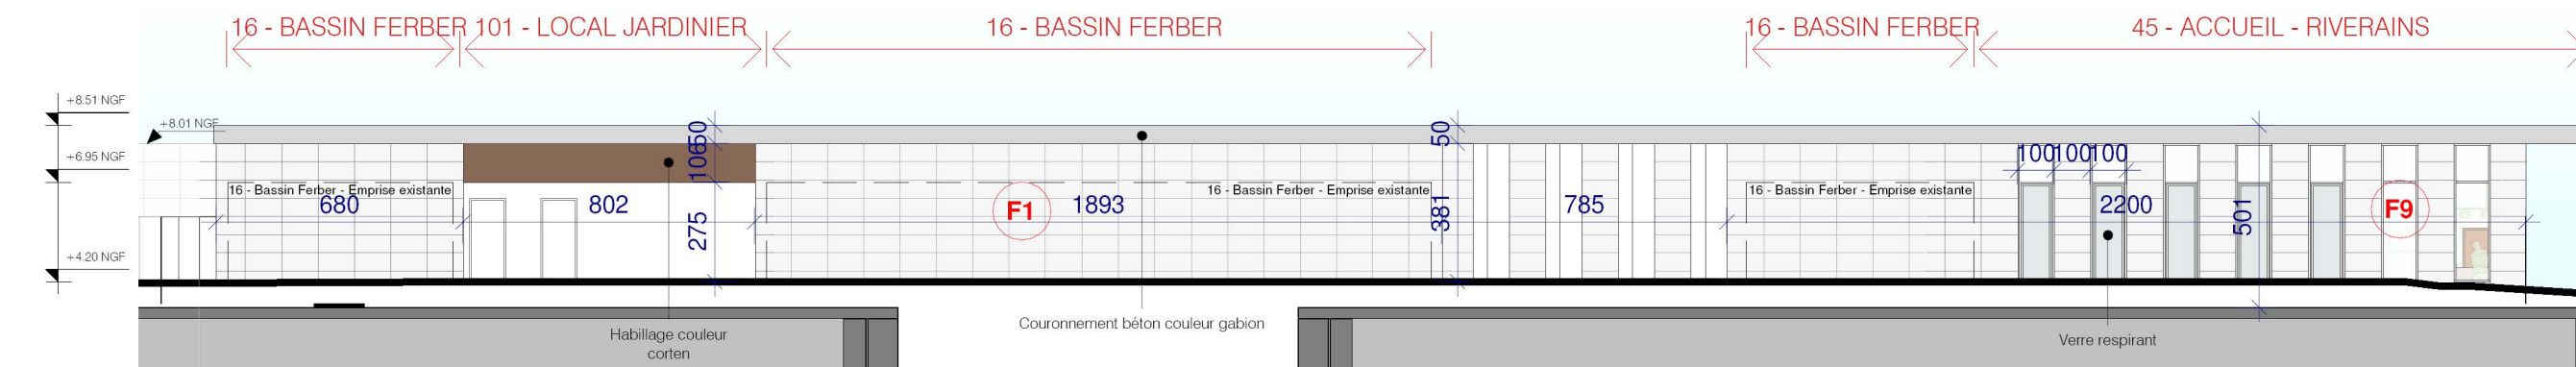 16 - BASSIN FERBER
101 - LOCAL JARDINIER
16 - BASSIN FERBER
16 - BASSIN FERBER
45 - ACCUEIL - RIVERAINS
+8.51 NGF
+8.01 NGF
50
50
+6.95 NGF
106
100
100
100
16 - Bassin Ferber - Emprise existante
16 - Bassin Ferber - Emprise existante
16 - Bassin Ferber - Emprise existante
680
802
275
F1
1893
381
785
2200
501
F9
+4.20 NGF
Habillage couleur
corten
Couronnement béton couleur gabion
Verre respirant